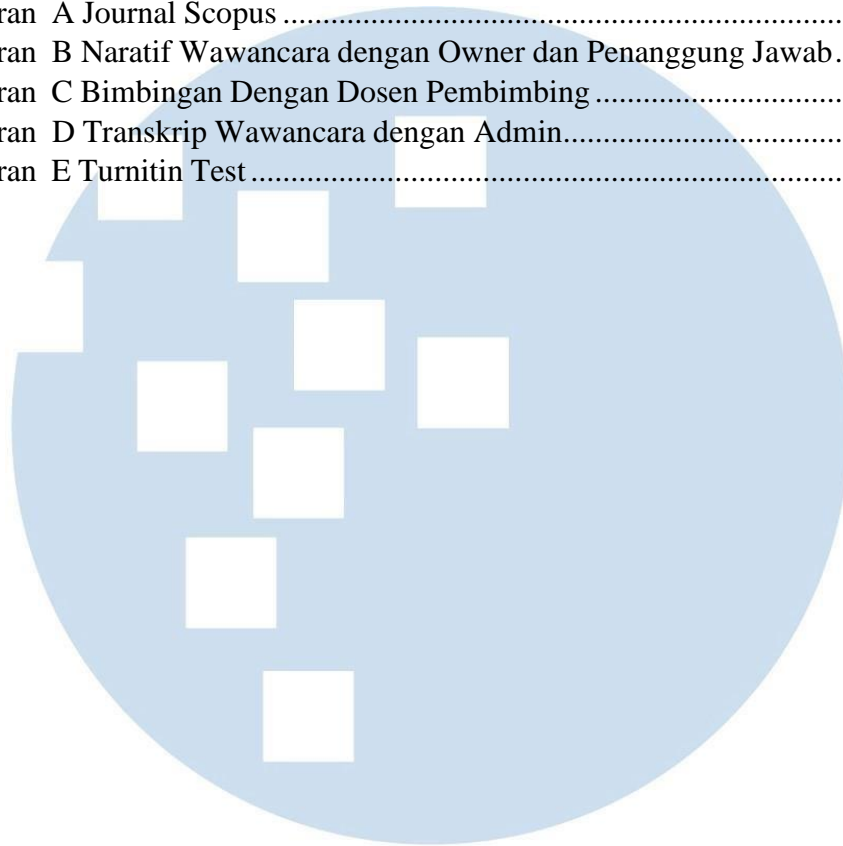 ran A Journal Scopus ........................................................................
ran B Naratif Wawancara dengan Owner dan Penanggung Jawab.
ran C Bimbingan Dengan Dosen Pembimbing ................................
ran D Transkrip Wawancara dengan Admin....................................
ran E Turnitin Test ............................................................................